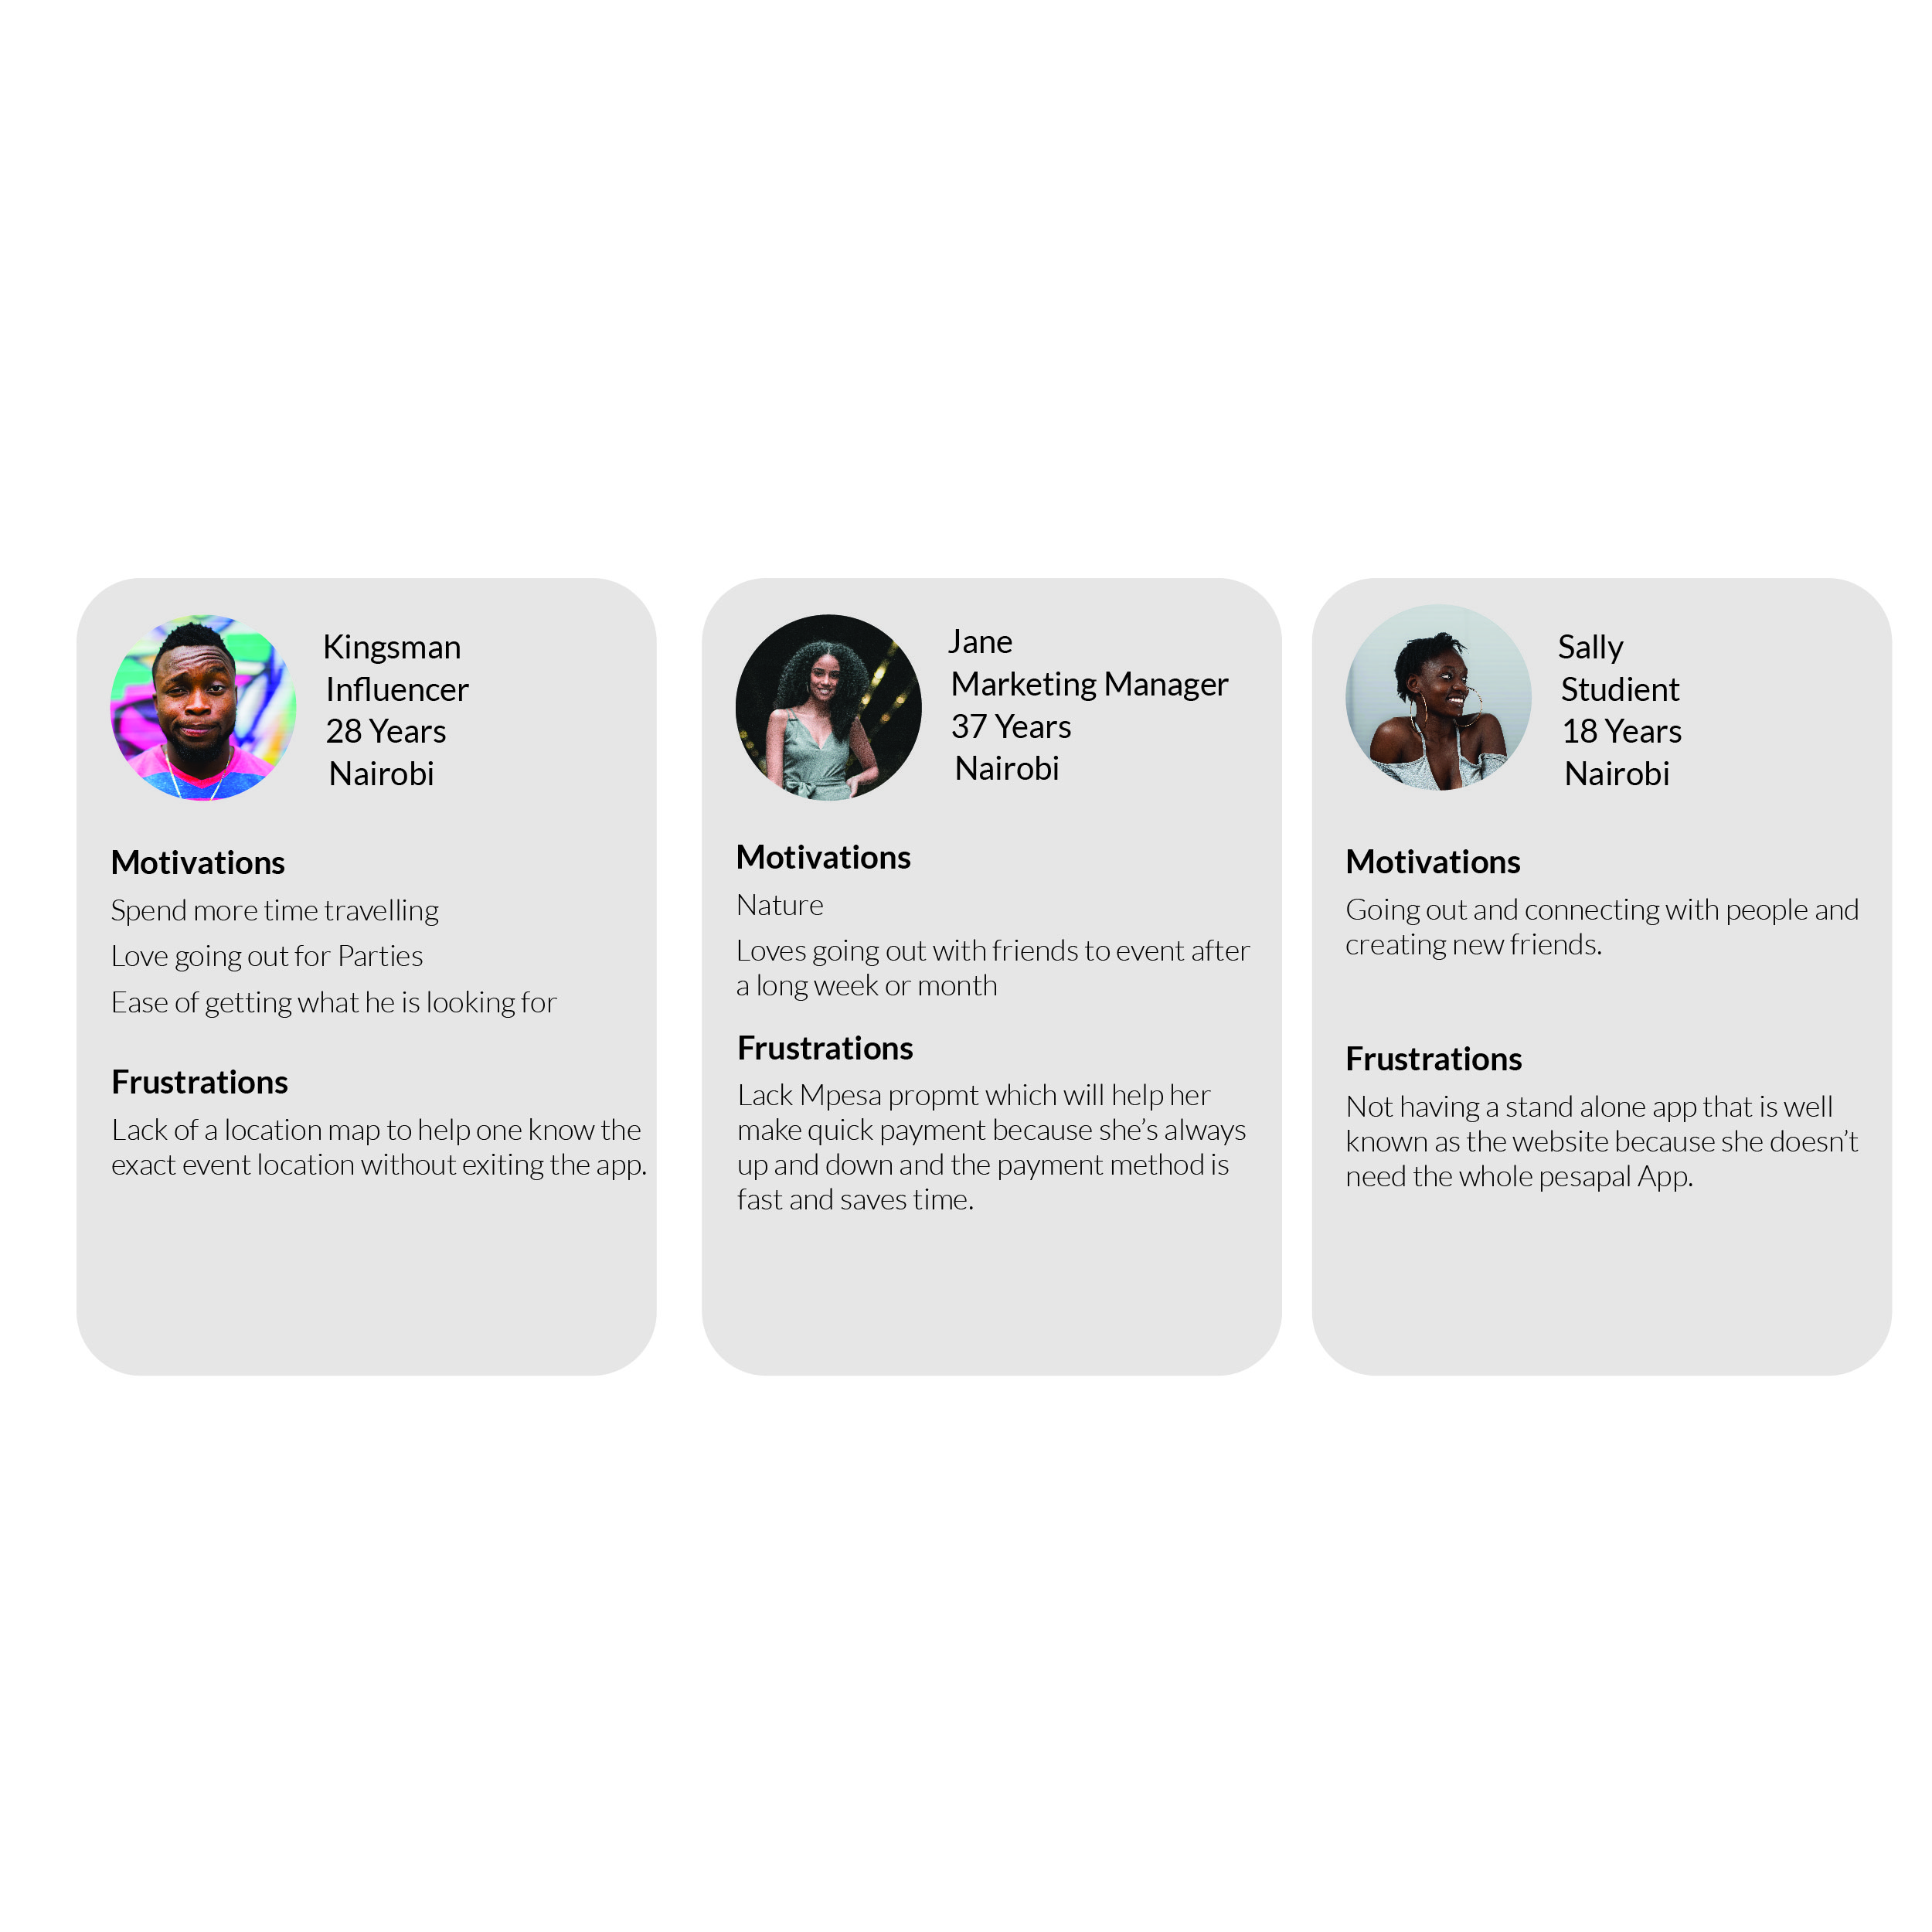 Kingsman
Influencer
28 Years
Nairobi
Motivations
Spend more time travelling
Love going out for Parties
Ease of getting what he is looking for
Frustrations
Lack of a location map to help one know the
exact event location without exiting the app.
Jane
Marketing Manager
37 Years
Nairobi
Motivations
Nature
Loves going out with friends to event after
a long week or month
Frustrations
Lack Mpesa propmt which will help her
make quick payment because she’s always
up and down and the payment method is
fast and saves time.
Sally
Studient
18 Years
Nairobi
Motivations
Going out and connecting with people and
creating new friends.
Frustrations
Not having a stand alone app that is well
known as the website because she doesn’t
need the whole pesapal App.